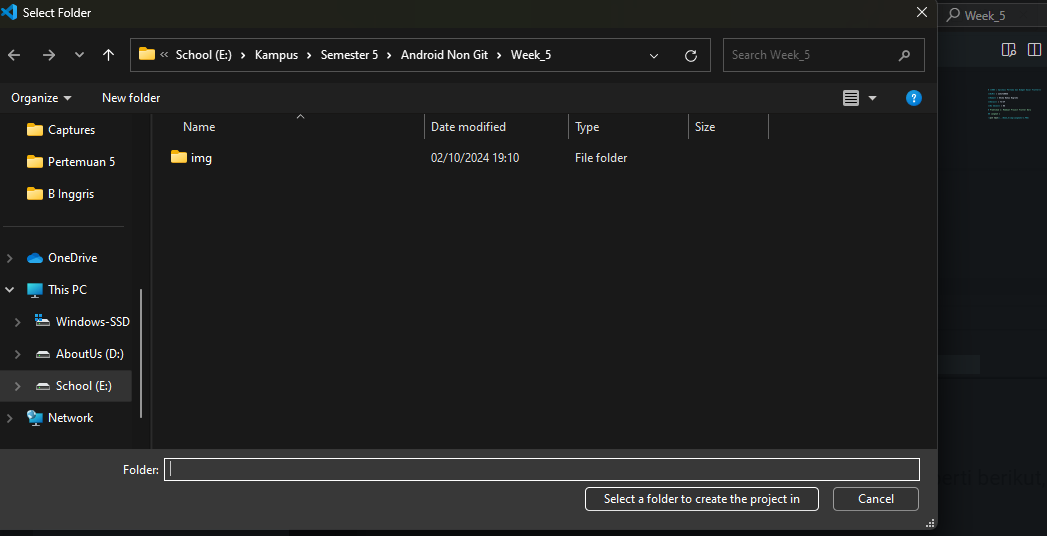 Select Folder
Week_5
« School (E:) > Kampus > Semester 5 > Android Non Git > Week_5
Search Week_5
Organize
New folder
Name
Date modified
Type
Size
Captures
img
02/10/2024 19:10
File folder
Pertemuan 5
B Inggris
OneDrive
This PC
Windows-SSD
AboutUs (D:)
School (E:)
Network
Folder:
berikut
Select a folder to create the project in
Cancel